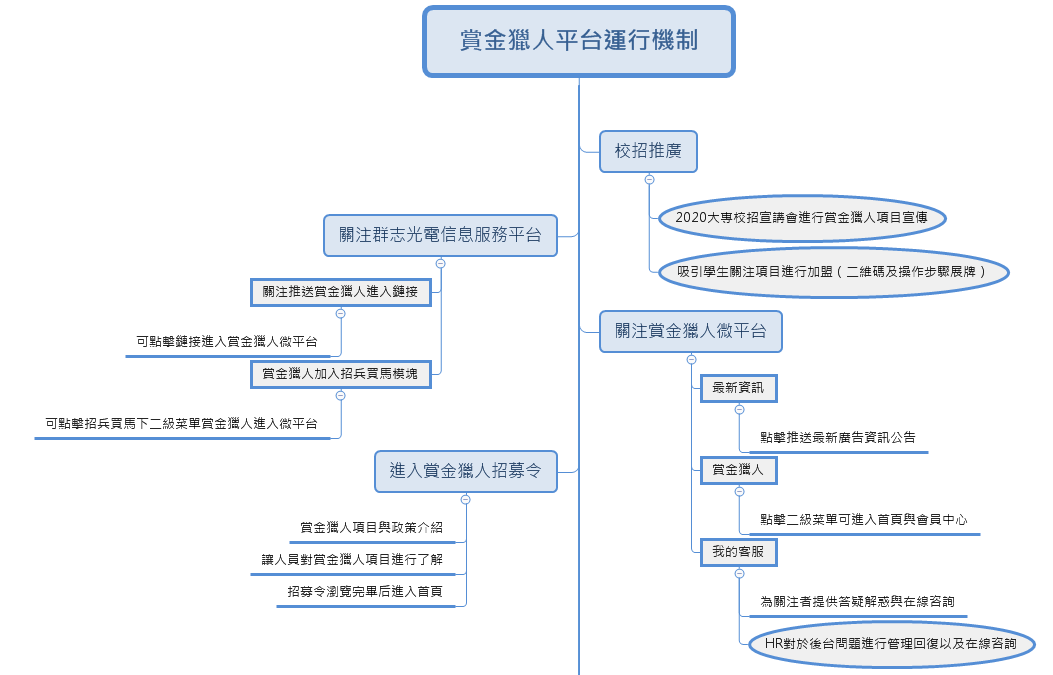 賞金獵人平台運行機制
校招推廣
2020大專校招宣講會進行賞金獵人項目宣傳
吸引學生關注項目進行加盟（二維碼及操作步驟展牌）
關注群志光電信息服務平台
關注推送賞金獵人進入鏈接
可點擊鏈接進入賞金獵人微平台
賞金獵人加入招兵買馬模塊
可點擊招兵買馬下二級菜單賞金獵人進入微平台
關注賞金獵人微平台
最新資訊
點擊推送最新廣告資訊公告
賞金獵人
點擊二級菜單可進入首頁與會員中心
我的客服
為關注者提供答疑解惑與在線咨詢
HR對於後台問題進行管理回復以及在線咨詢
進入賞金獵人招募令
賞金獵人項目與政策介紹
讓人員對賞金獵人項目進行了解
招募令瀏覽完畢后進入首頁